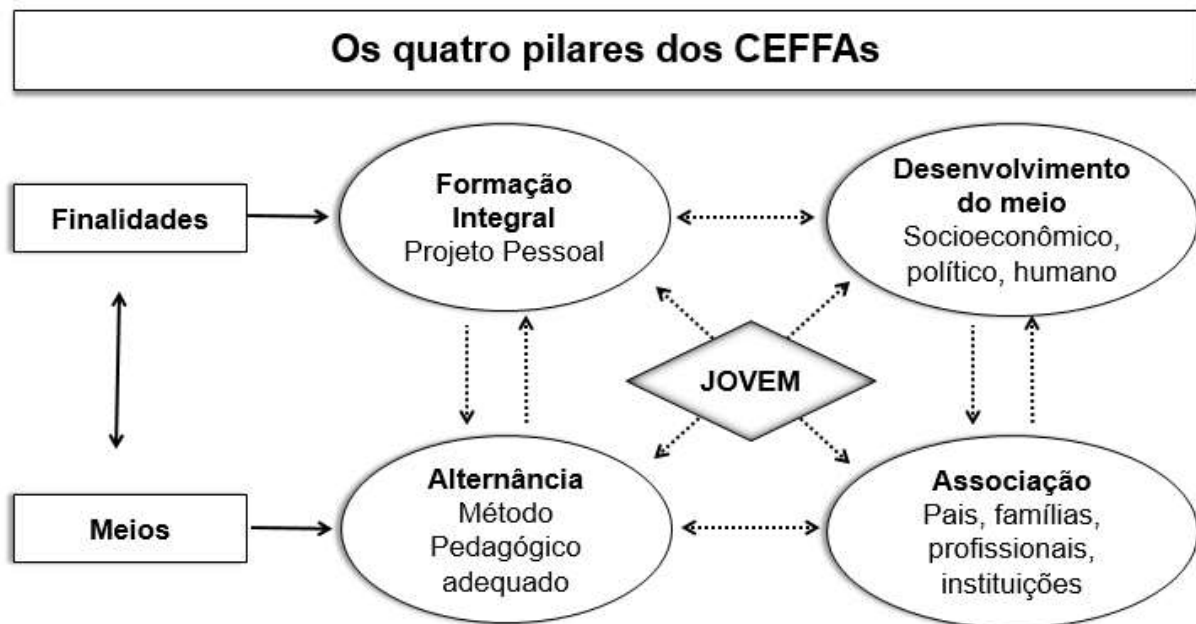 Os quatro pilares dos CEFFAs
Finalidades
Formação
Integral
Projeto Pessoal
Desenvolvimento
do meio
Socioeconômico,
político, humano
JOVEM
Meios
Alternância
Método
Pedagógico
adequado
Associação
Pais, famílias,
profissionais,
instituições